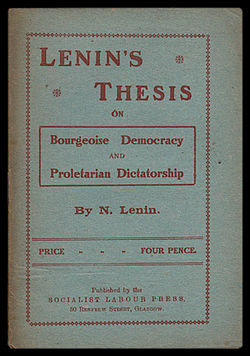 LENIN'S
THESIS
ON
Bourgeoise Democracy
AND
Proletarian Dictatorship
By N. Lenin.
PRICE " " " FOUR PENCE.
Published by the
SOCIALIST LABOUR PRESS,
50 RENFREW STREET, GLASGOW.